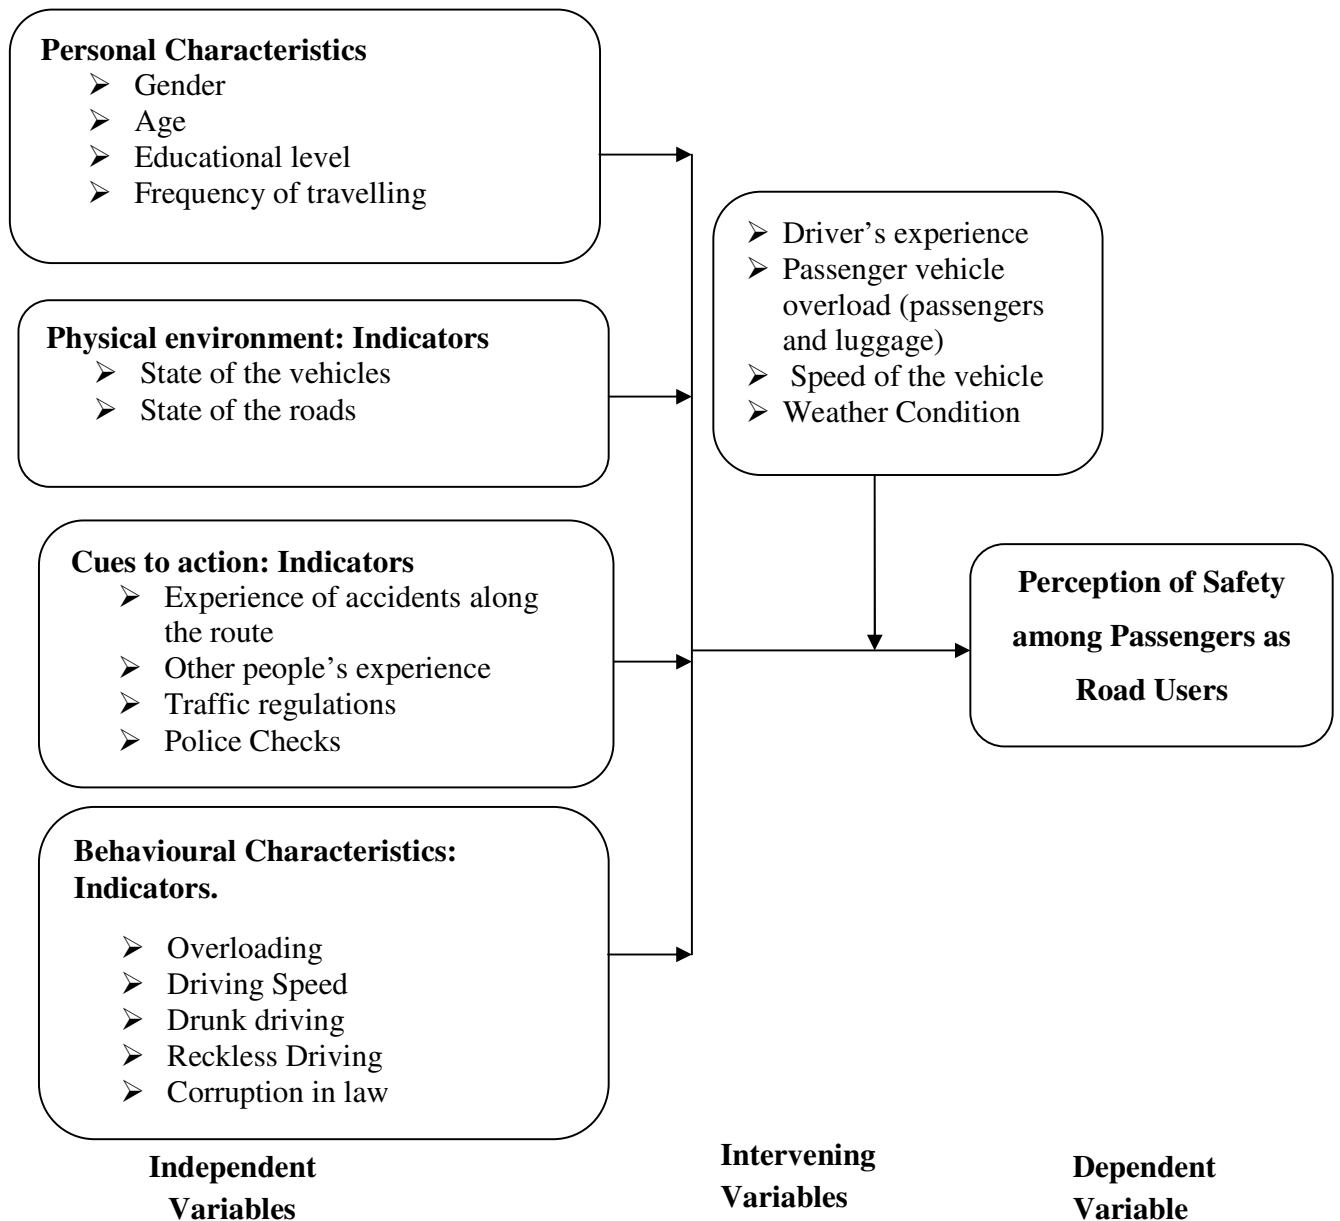 Personal Characteristics
➢ Gender
➢ Age
➢ Educational level
➢ Frequency of travelling
Physical environment: Indicators
➢ State of the vehicles
➢ State of the roads
Cues to action: Indicators
➢ Experience of accidents along
the route
➢ Other people’s experience
➢ Traffic regulations
➢ Police Checks
Behavioural Characteristics:
Indicators.
➢ Overloading
➢ Driving Speed
➢ Drunk driving
➢ Reckless Driving
➢ Corruption in law
➢ Driver’s experience
➢ Passenger vehicle
overload (passengers
and luggage)
➢ Speed of the vehicle
➢ Weather Condition
Perception of Safety
among Passengers as
Road Users
Independent
Variables
Intervening
Variables
Dependent
Variable